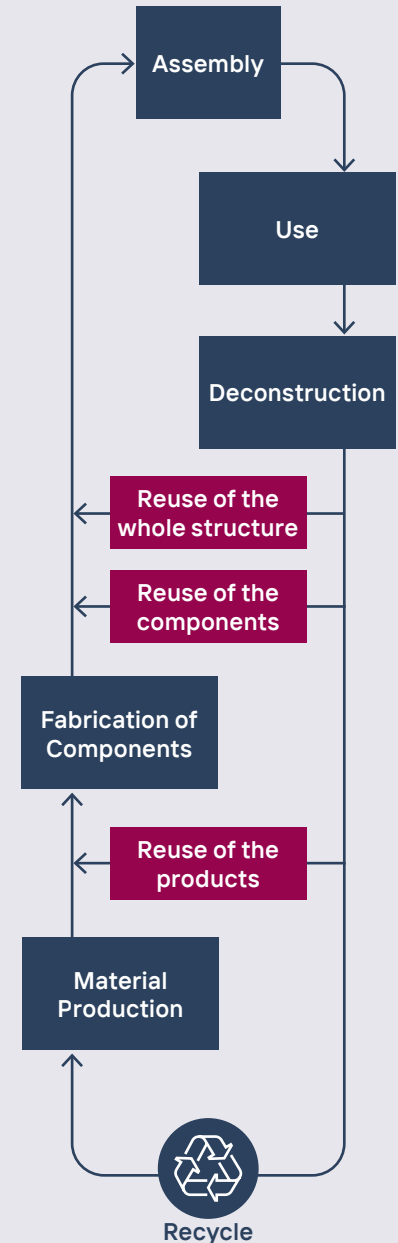 Assembly
Use
Deconstruction
Reuse of the
whole structure
Reuse of the
components
Fabrication of
Components
Reuse of the
products
Material
Production
Recycle